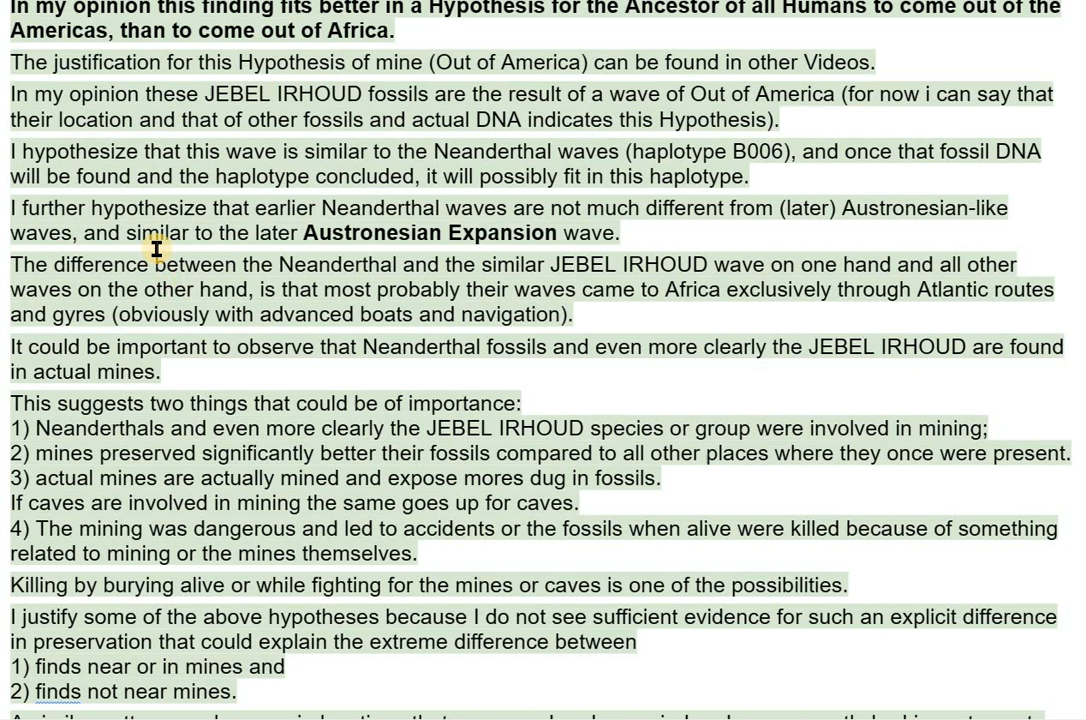 In my opinion this finding fits better in a Hypothesis for the Ancestor of all Humans to come out of the
Americas, than to come out of Africa.
The justification for this Hypothesis of mine (Out of America) can be found in other Videos.
In my opinion these JEBEL IRHOUD fossils are the result of a wave of Out of America (for now i can say that
their location and that of other fossils and actual DNA indicates this Hypothesis).
I hypothesize that this wave is similar to the Neanderthal waves (haplotype B006), and once that fossil DNA
will be found and the haplotype concluded, it will possibly fit in this haplotype.
I further hypothesize that earlier Neanderthal waves are not much different from (later) Austronesian-like
waves, and similar to the later Austronesian Expansion wave.
The difference between the Neanderthal and the similar JEBEL IRHOUD wave on one hand and all other
waves on the other hand, is that most probably their waves came to Africa exclusively through Atlantic routes
and gyres (obviously with advanced boats and navigation).
It could be important to observe that Neanderthal fossils and even more clearly the JEBEL IRHOUD are found
in actual mines.
This suggests two things that could be of importance:
1) Neanderthals and even more clearly the JEBEL IRHOUD species or group were involved in mining;
2) mines preserved significantly better their fossils compared to all other places where they once were present.
3) actual mines are actually mined and expose mores dug in fossils.
If caves are involved in mining the same goes up for caves.
4) The mining was dangerous and led to accidents or the fossils when alive were killed because of something
related to mining or the mines themselves.
Killing by burying alive or while fighting for the mines or caves is one of the possibilities.
I justify some of the above hypotheses because I do not see sufficient evidence for such an explicit difference
in preservation that could explain the extreme difference between
1) finds near or in mines and
2) finds not near mines.